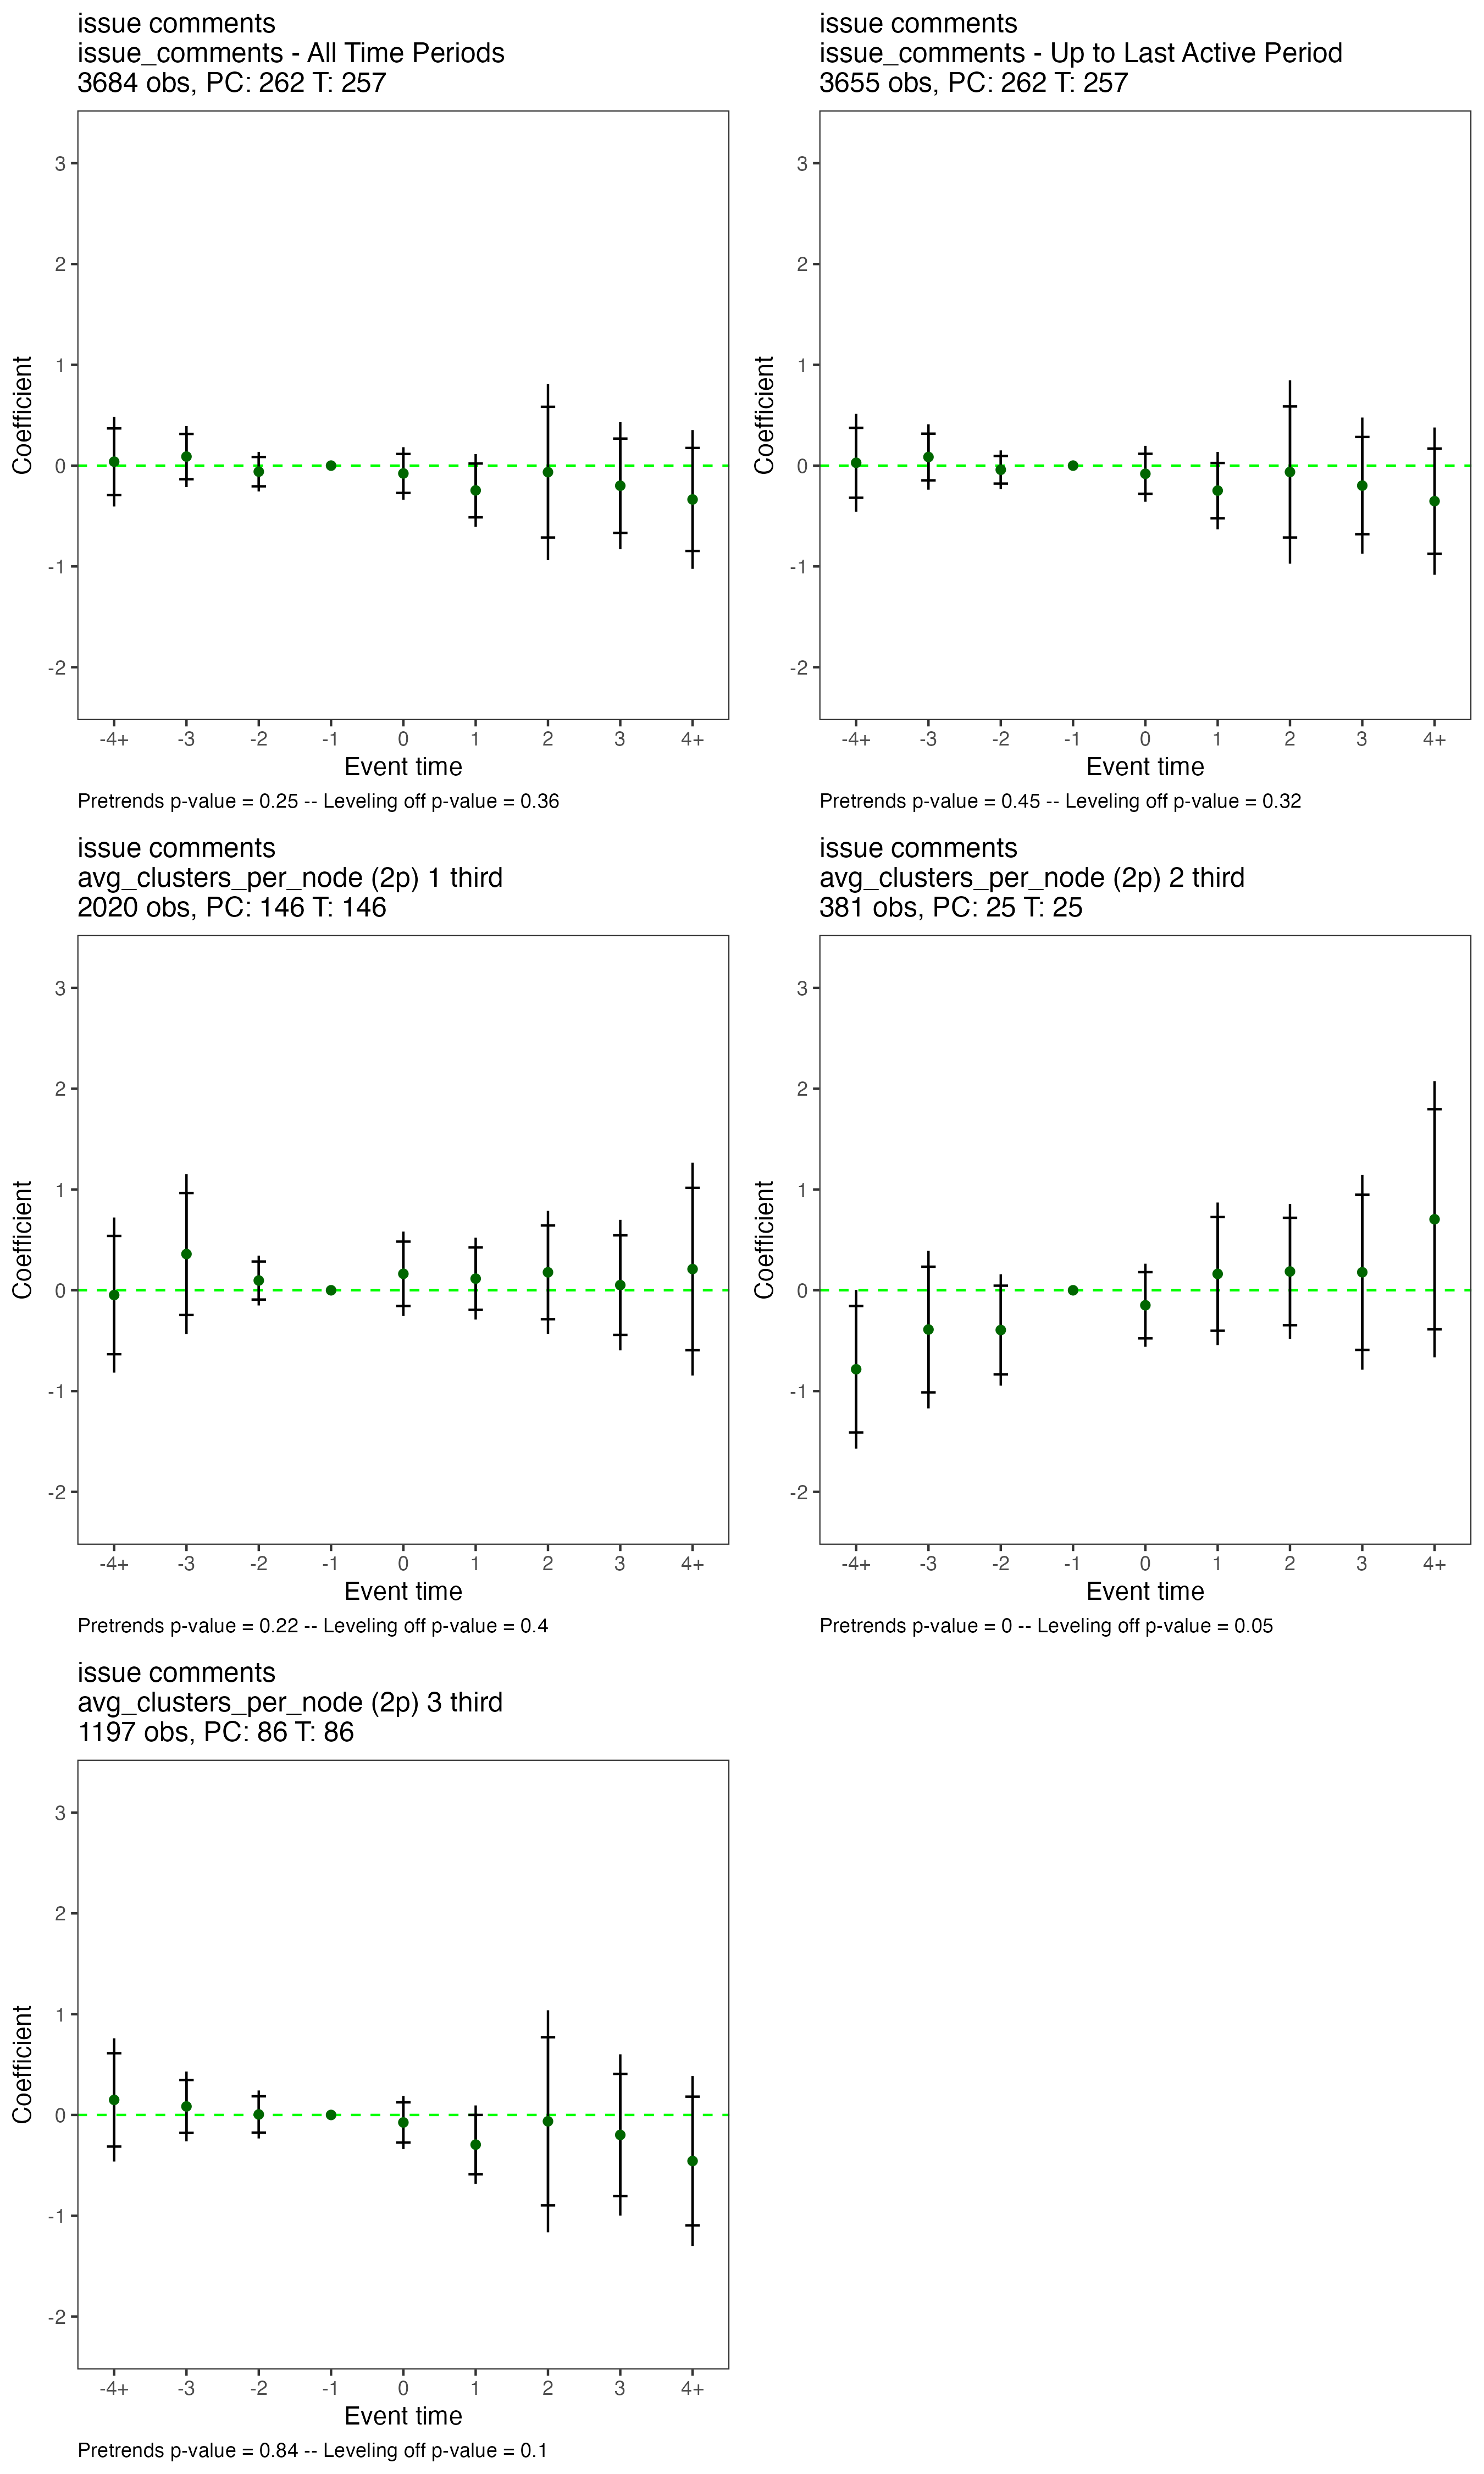 issue comments
issue_comments - All Time Periods
3684 obs, PC: 262 T: 257
Coefficient
3
2
1
0
-1
-2
-4+ -3 -2 -1 0 1 2 3 4+
Event time
Pretrends p-value = 0.25 -- Leveling off p-value = 0.36
issue comments
issue_comments - Up to Last Active Period
3655 obs, PC: 262 T: 257
Coefficient
3
2
1
0
-1
-2
-4+ -3 -2 -1 0 1 2 3 4+
Event time
Pretrends p-value = 0.45 -- Leveling off p-value = 0.32
issue comments
avg_clusters_per_node (2p) 1 third
2020 obs, PC: 146 T: 146
Coefficient
3
2
1
0
-1
-2
-4+ -3 -2 -1 0 1 2 3 4+
Event time
Pretrends p-value = 0.22 -- Leveling off p-value = 0.4
issue comments
avg_clusters_per_node (2p) 2 third
381 obs, PC: 25 T: 25
Coefficient
3
2
1
0
-1
-2
-4+ -3 -2 -1 0 1 2 3 4+
Event time
Pretrends p-value = 0 -- Leveling off p-value = 0.05
issue comments
avg_clusters_per_node (2p) 3 third
1197 obs, PC: 86 T: 86
Coefficient
3
2
1
0
-1
-2
-4+ -3 -2 -1 0 1 2 3 4+
Event time
Pretrends p-value = 0.84 -- Leveling off p-value = 0.1